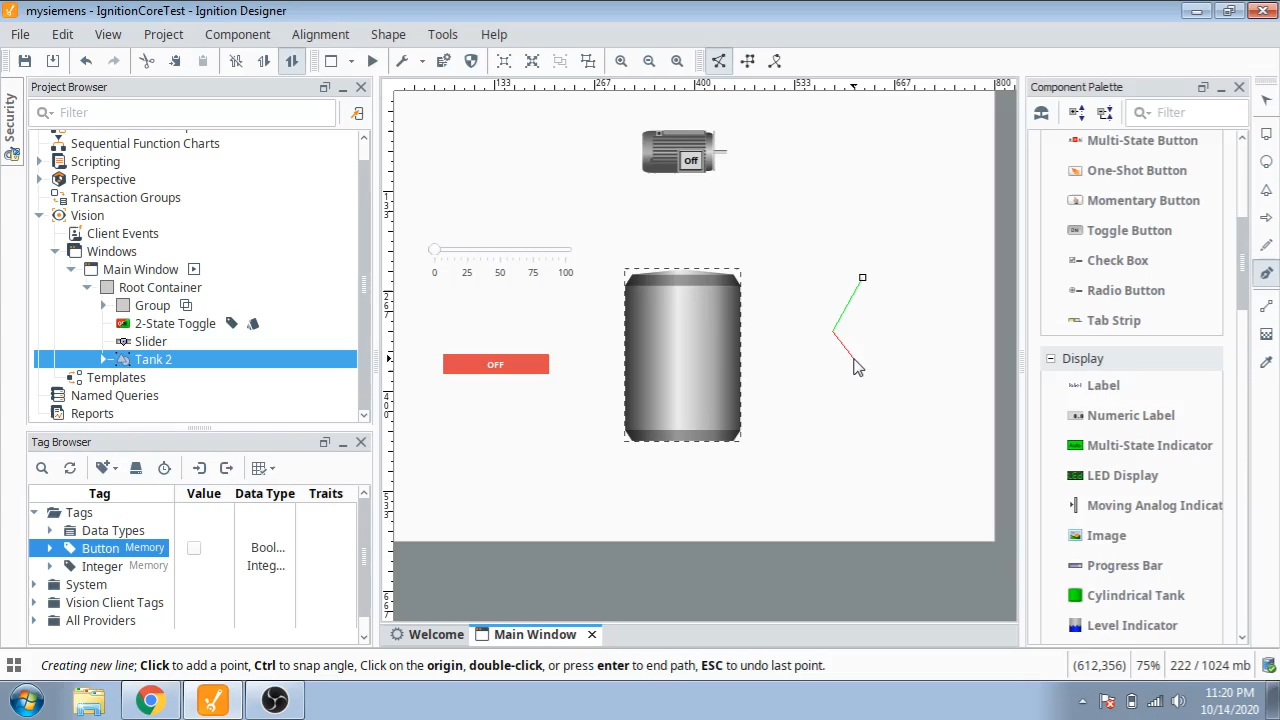 mysiemens - IgnitionCoreTest - Ignition Designer
File Edit View Project Component Alignment Shape Tools Help
Security
Project Browser
Filter
Sequential Function Charts
Scripting
Perspective
Transaction Groups
Vision
Client Events
Windows
Main Window
Root Container
Group
2-State Toggle
Slider
Tank 2
Templates
Named Queries
Reports
Tag Browser
Tag Value Data Type Traits
Tags
Data Types
Button Memory Bool...
Integer Memory Integ...
System
Vision Client Tags
All Providers
133 267 400 533 667 800
133
267
400
533
667
Off
0 25 50 75 100
OFF
Welcome Main Window
Component Palette
Filter
Multi-State Button
One-Shot Button
Momentary Button
Toggle Button
Check Box
Radio Button
Tab Strip
Display
Label
Numeric Label
Multi-State Indicator
LED Display
Moving Analog Indicat
Image
Progress Bar
Cylindrical Tank
Level Indicator
Creating new line; Click to add a point, Ctrl to snap angle, Click on the origin, double-click, or press enter to end path, ESC to undo last point.
(612,356) 75% 222 / 1024 mb
11:20 PM
10/14/2020